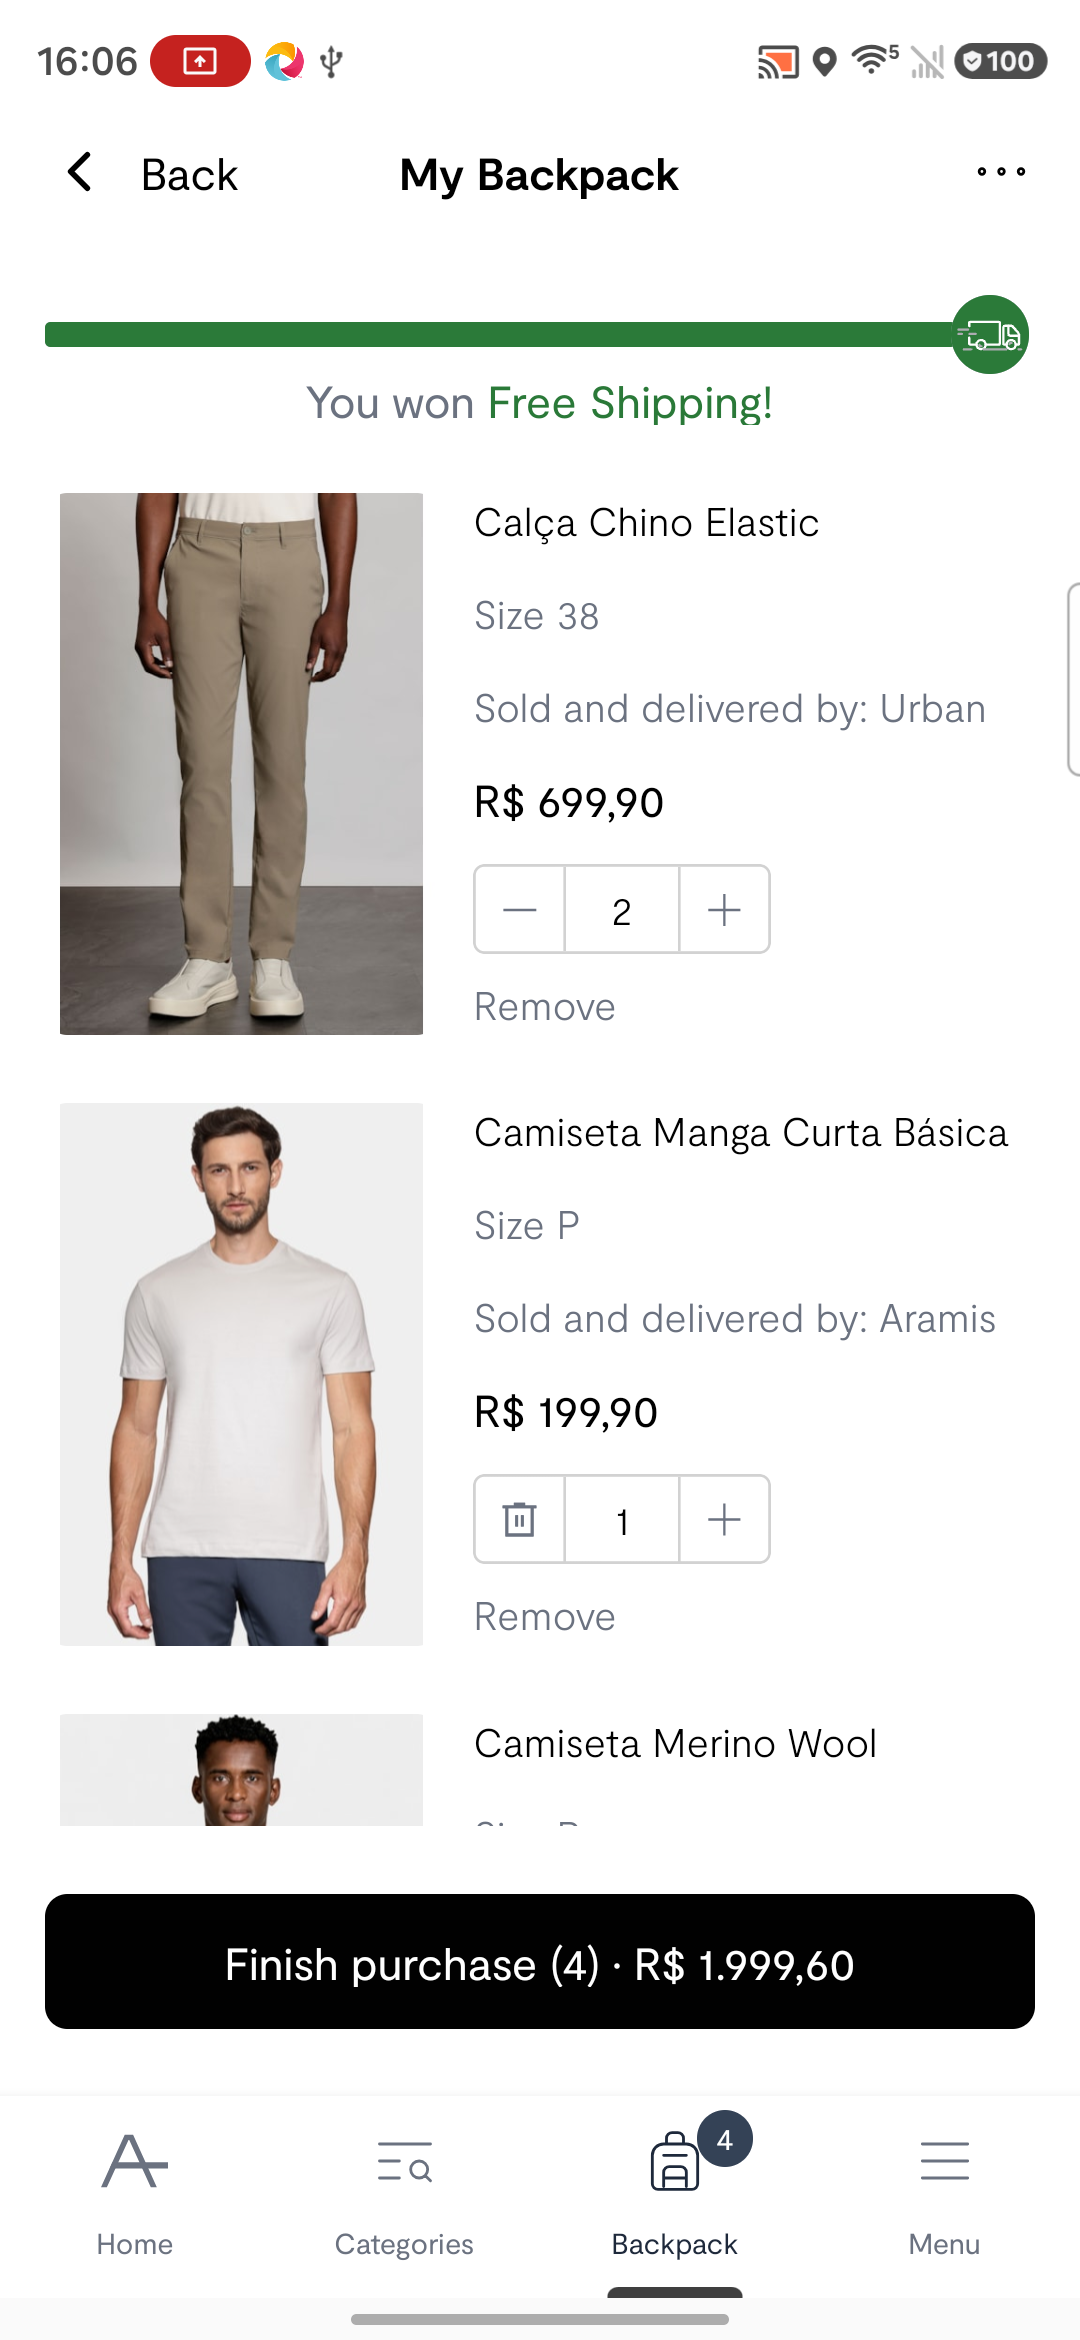 16:06
5
100
Back
My Backpack
You won Free Shipping!
Calça Chino Elastic
Size 38
Sold and delivered by: Urban
R$ 699,90
2
Remove
Camiseta Manga Curta Básica
Size P
Sold and delivered by: Aramis
R$ 199,90
1
Remove
Camiseta Merino Wool
Finish purchase (4) · R$ 1.999,60
4
Home
Categories
Backpack
Menu